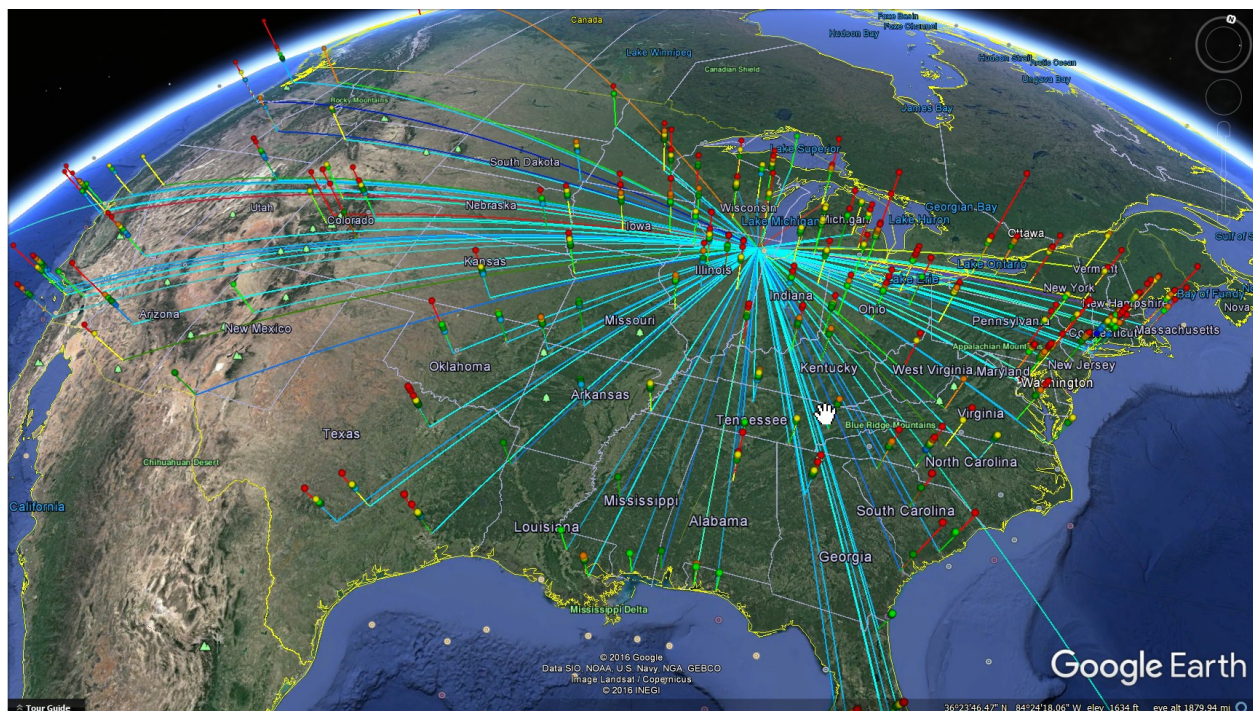 Canada
Foxe Basin
Foxe Channel
Hudson Bay
N
Lake Winnipeg
Hudson Strait
Arctic Ocean
Canadian Shield
Ungava Bay
Rocky Mountains
James Bay
South Dakota
Lake Superior
Utah
Nebraska
Wisconsin
Georgian Bay
Colorado
Iowa
Lake Michigan
Michigan
Lake Huron
Ottawa
Gulf of S
Kansas
Illinois
Lake Ontario
Vermont
Lake Erie
New York
Indiana
Bay of Fundy
Arizona
New Hampshire
Nova
New Mexico
Missouri
Ohio
Pennsylvania
Connecticut
Massachusetts
Appalachian Mountains
Oklahoma
Kentucky
West Virginia
Maryland
New Jersey
Washington
Arkansas
Texas
Tennessee
Virginia
Blue Ridge Mountains
Chihuahuan Desert
North Carolina
California
Mississippi
South Carolina
Louisiana
Alabama
Georgia
Mississippi Delta
© 2016 Google
Data SIO, NOAA, U.S. Navy, NGA, GEBCO
Image Landsat / Copernicus
© 2016 INEGI
Google Earth
Tour Guide
36°23'46.47" N 84°24'18.06" W elev 1634 ft eye alt 1879.94 mi